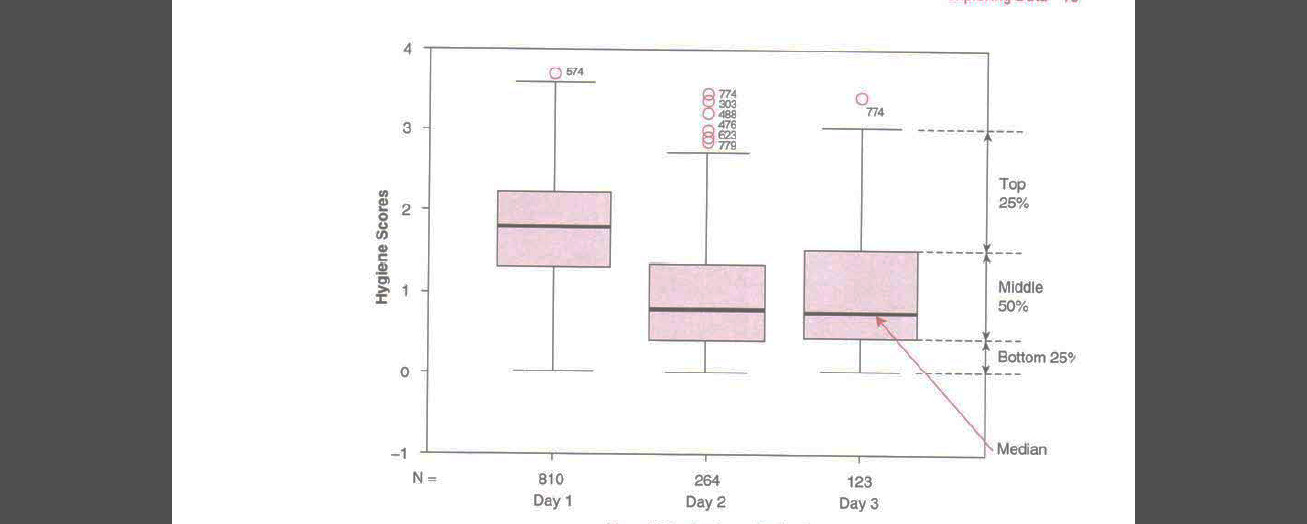 4
574
774
303
488
476
623
779
774
3
Top
25%
2
Hygiene Scores
Middle
50%
1
Bottom 25%
0
Median
–1
N =
810
264
123
Day 1
Day 2
Day 3